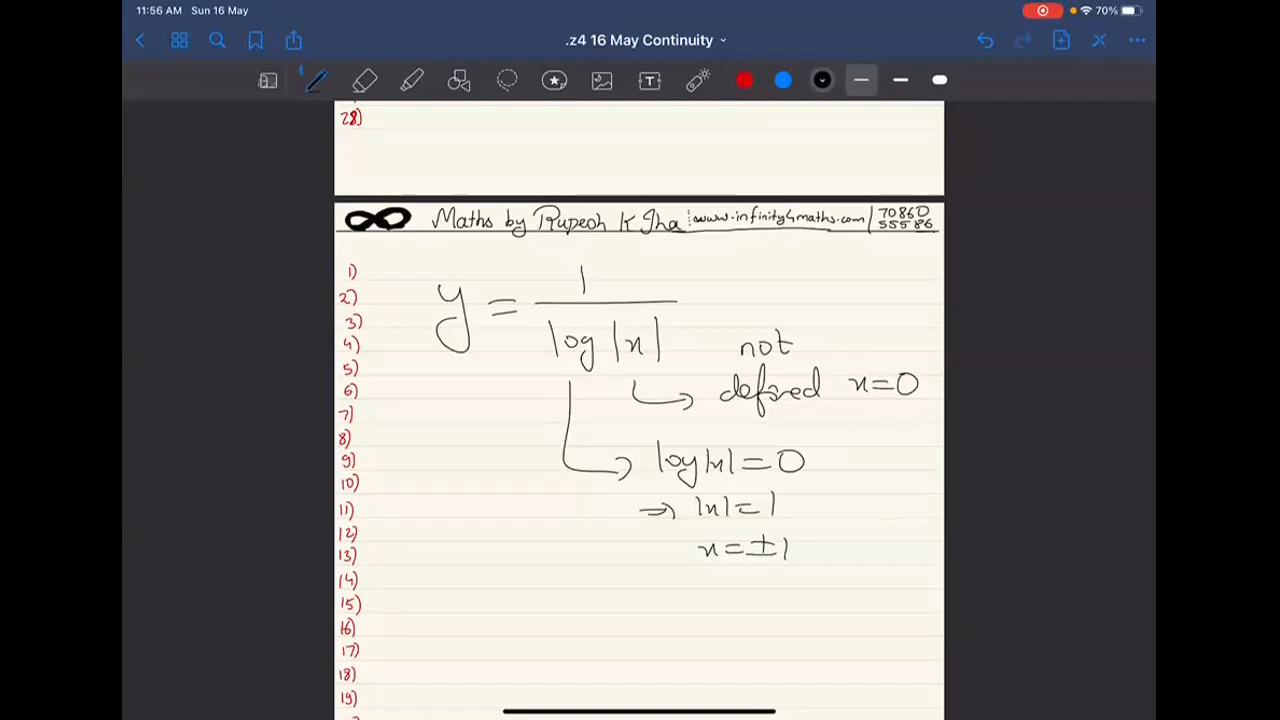 11:56 AM Sun 16 May
70%
.z4 16 May Continuity
28)
Maths by Rupesh K Jha www.infinity4maths.com / 70860 55586
1)
2)
3)
4)
5)
6)
7)
8)
9)
10)
11)
12)
13)
14)
15)
16)
17)
18)
19)
y = 1 / log |x|
not
defined x=0
log|x| = 0
⇒ |x| = 1
x = ±1